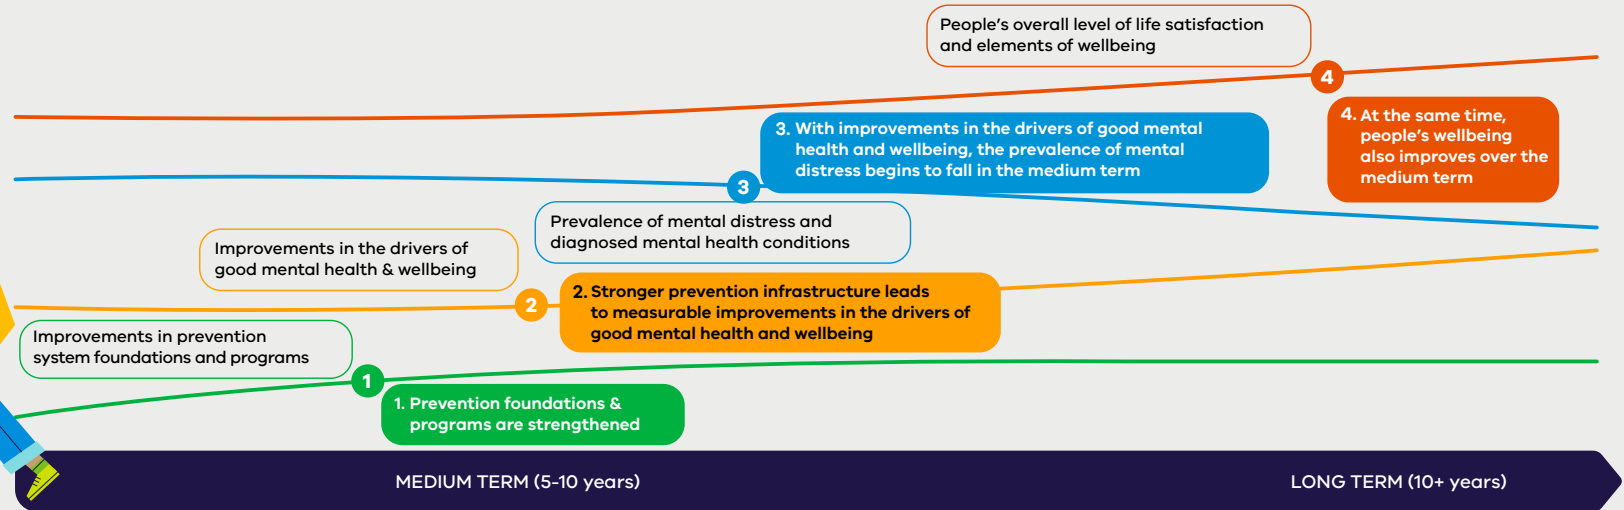 People's overall level of life satisfaction
and elements of wellbeing
4
4. At the same time,
people's wellbeing
also improves over the
medium term
3. With improvements in the drivers of good mental
health and wellbeing, the prevalence of mental
distress begins to fall in the medium term
3
Prevalence of mental distress and
diagnosed mental health conditions
Improvements in the drivers of
good mental health & wellbeing
2
2. Stronger prevention infrastructure leads
to measurable improvements in the drivers of
good mental health and wellbeing
Improvements in prevention
system foundations and programs
1
1. Prevention foundations &
programs are strengthened
MEDIUM TERM (5-10 years)
LONG TERM (10+ years)